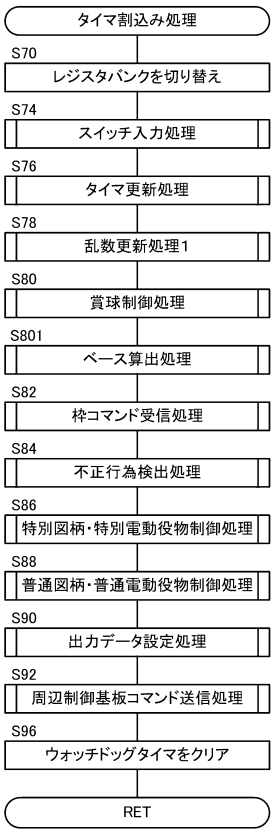 タイマ割込み処理
S70
レジスタバンクを切り替え
S74
スイッチ入力処理
S76
タイマ更新処理
S78
乱数更新処理1
S80
賞球制御処理
S801
ベース算出処理
S82
枠コマンド受信処理
S84
不正行為検出処理
S86
特別図柄・特別電動役物制御処理
S88
普通図柄・普通電動役物制御処理
S90
出力データ設定処理
S92
周辺制御基板コマンド送信処理
S96
ウォッチドッグタイマをクリア
RET